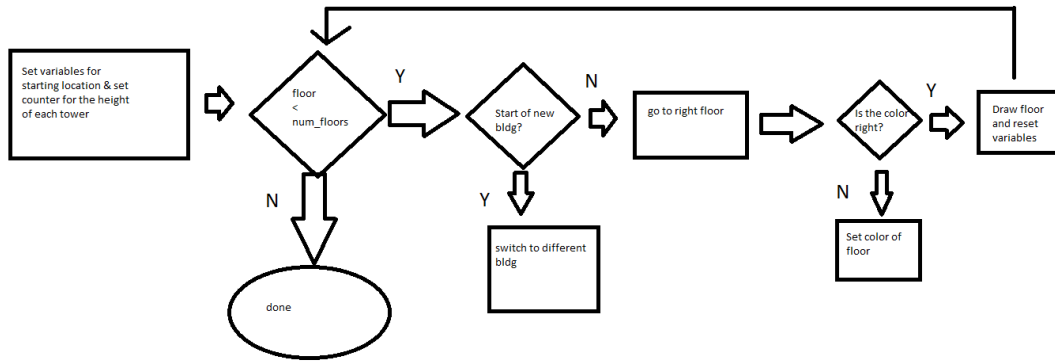 Set variables for
starting location & set
counter for the height
of each tower
floor
<
num_floors
Y
N
done
Start of new
bldg?
N
Y
switch to different
bldg
go to right floor
Is the color
right?
Y
N
Set color of
floor
Draw floor
and reset
variables